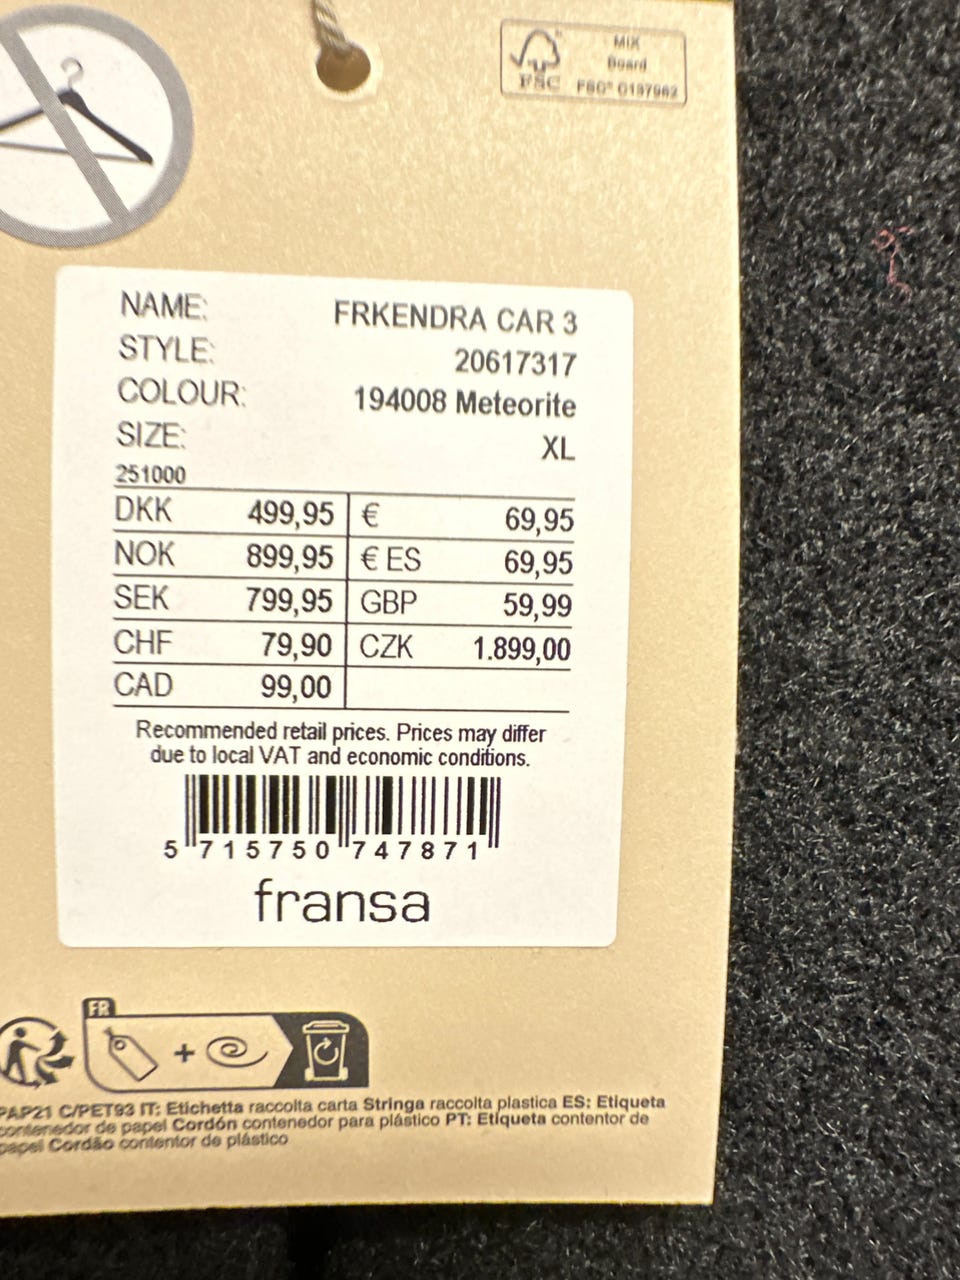 MIX
Board
FSC
FSC® C137962
NAME: FRKENDRA CAR 3
STYLE: 20617317
COLOUR: 194008 Meteorite
SIZE: XL
251000
DKK 499,95 € 69,95
NOK 899,95 € ES 69,95
SEK 799,95 GBP 59,99
CHF 79,90 CZK 1.899,00
CAD 99,00
Recommended retail prices. Prices may differ
due to local VAT and economic conditions.
5 715750 747871
fransa
FR
PAP21 C/PET93 IT: Etichetta raccolta carta Stringa raccolta plastica ES: Etiqueta
contenedor de papel Cordón contenedor para plástico PT: Etiqueta contentor de
papel Cordão contentor de plástico